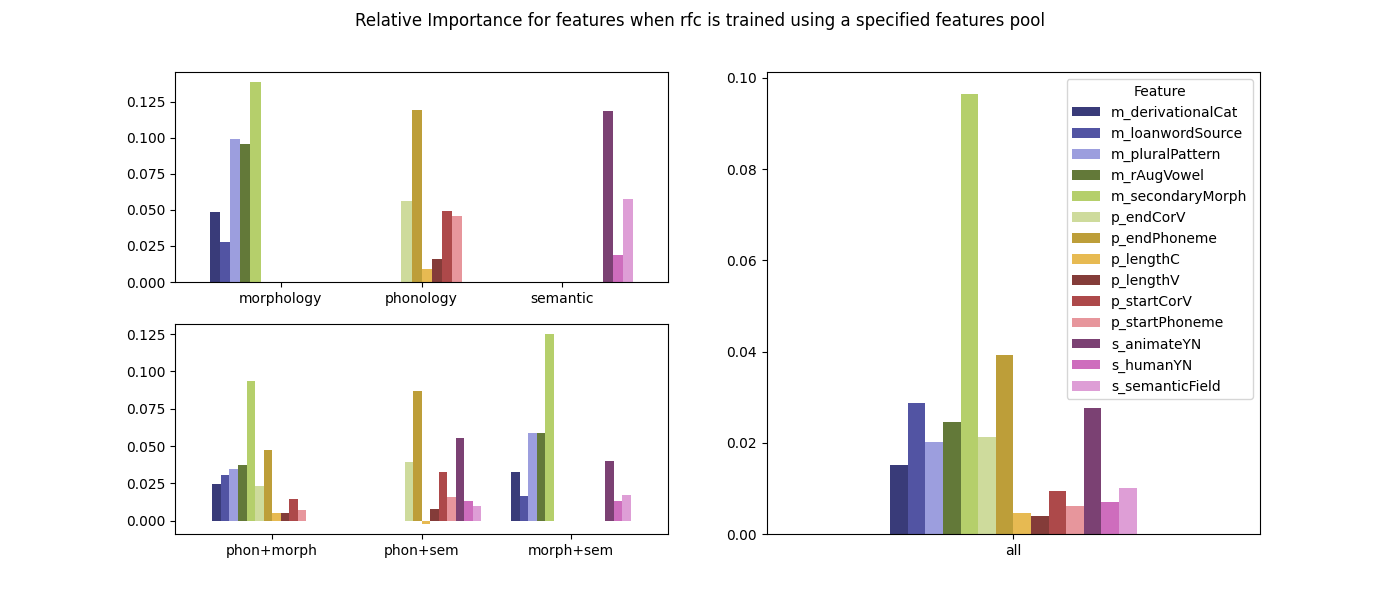 Relative Importance for features when rfc is trained using a specified features pool
0.125
0.100
0.075
0.050
0.025
0.000
morphology phonology semantic
0.125
0.100
0.075
0.050
0.025
0.000
phon+morph phon+sem morph+sem
0.10
0.08
0.06
0.04
0.02
0.00
all
Feature
m_derivationalCat
m_loanwordSource
m_pluralPattern
m_rAugVowel
m_secondaryMorph
p_endCorV
p_endPhoneme
p_lengthC
p_lengthV
p_startCorV
p_startPhoneme
s_animateYN
s_humanYN
s_semanticField